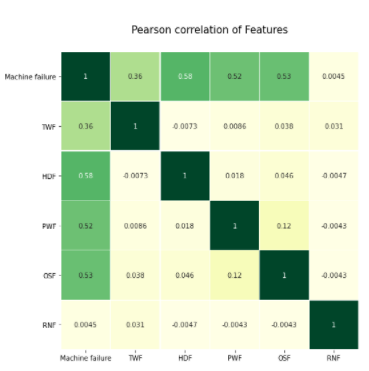 Pearson correlation of Features
Machine failure 1 0.36 0.58 0.52 0.53 0.0045
TWF 0.36 1 -0.0073 0.0086 0.038 0.031
HDF 0.58 -0.0073 1 0.018 0.046 -0.0047
PWF 0.52 0.0086 0.018 1 0.12 -0.0043
OSF 0.53 0.038 0.046 0.12 1 -0.0043
RNF 0.0045 0.031 -0.0047 -0.0043 -0.0043 1
Machine failure TWF HDF PWF OSF RNF